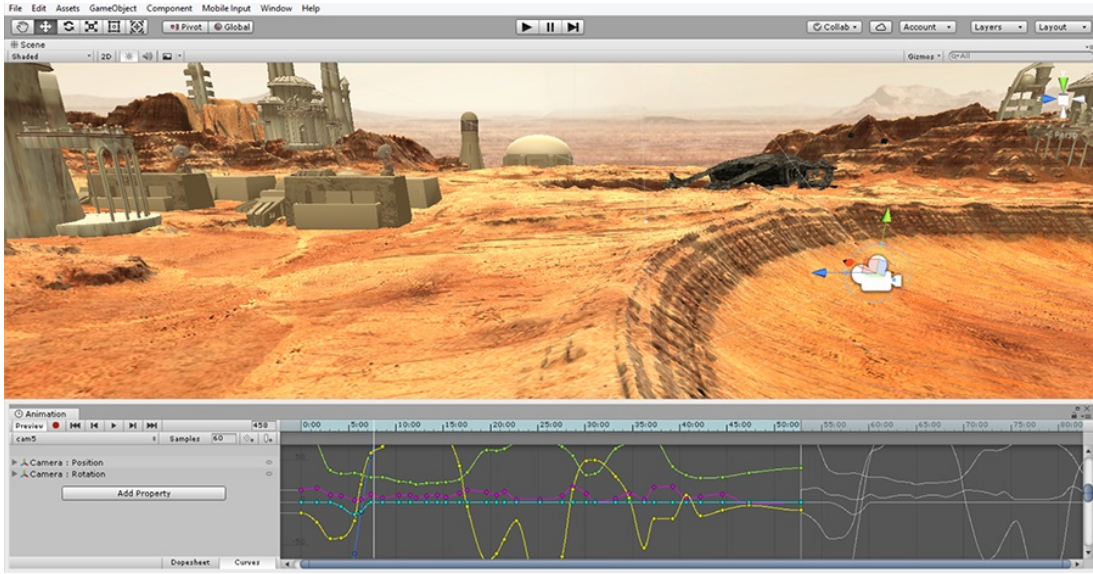 File Edit Assets GameObject Component Mobile Input Window Help
Pivot Global Collab Account Layers Layout
Scene
Shaded 2D Gizmos All
Persp
Animation
Preview 458 0:00 5:00 10:00 15:00 20:00 25:00 30:00 35:00 40:00 45:00 50:00 55:00 60:00 65:00 70:00 75:00 80:00
cam5 Samples 60
50
Camera : Position
Camera : Rotation
Add Property
-50
Dopesheet Curves